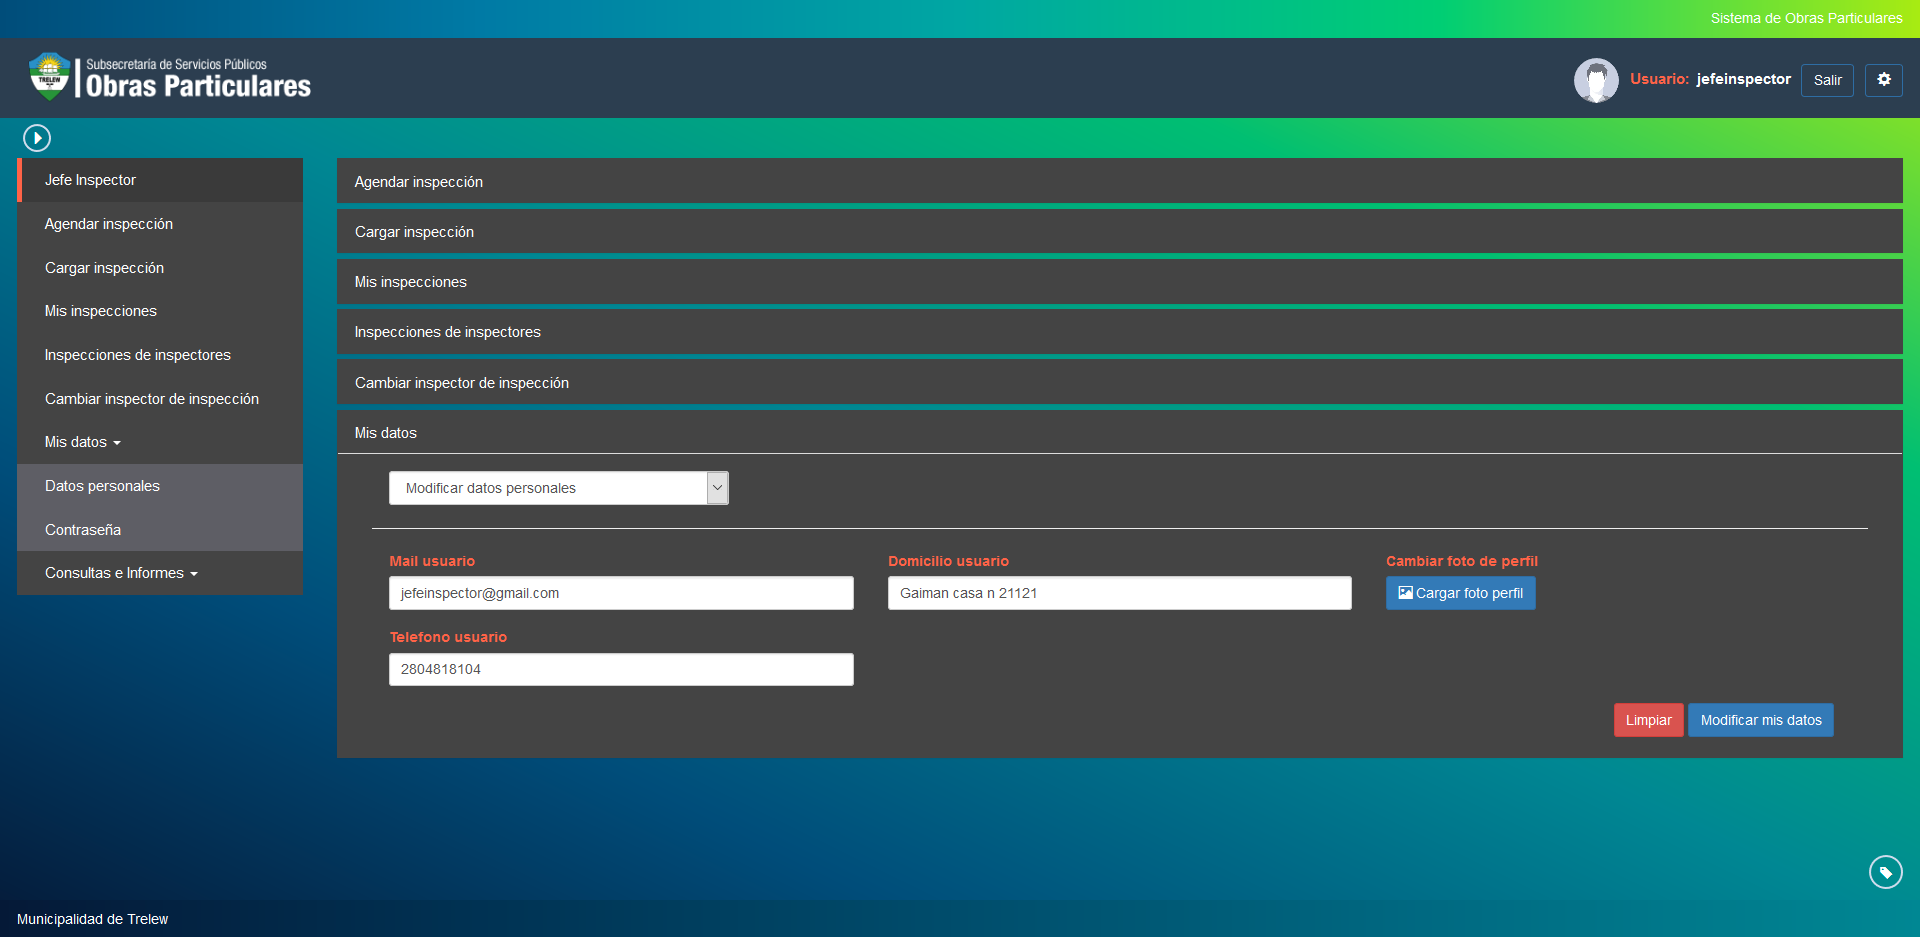 Sistema de Obras Particulares
TRELEW
Subsecretaría de Servicios Públicos
Obras Particulares
Usuario: jefeinspector
Salir
Jefe Inspector
Agendar inspección
Cargar inspección
Mis inspecciones
Inspecciones de inspectores
Cambiar inspector de inspección
Mis datos
Datos personales
Contraseña
Consultas e Informes
Agendar inspección
Cargar inspección
Mis inspecciones
Inspecciones de inspectores
Cambiar inspector de inspección
Mis datos
Modificar datos personales
Mail usuario
jefeinspector@gmail.com
Domicilio usuario
Gaiman casa n 21121
Cambiar foto de perfil
Cargar foto perfil
Telefono usuario
2804818104
Limpiar
Modificar mis datos
Municipalidad de Trelew